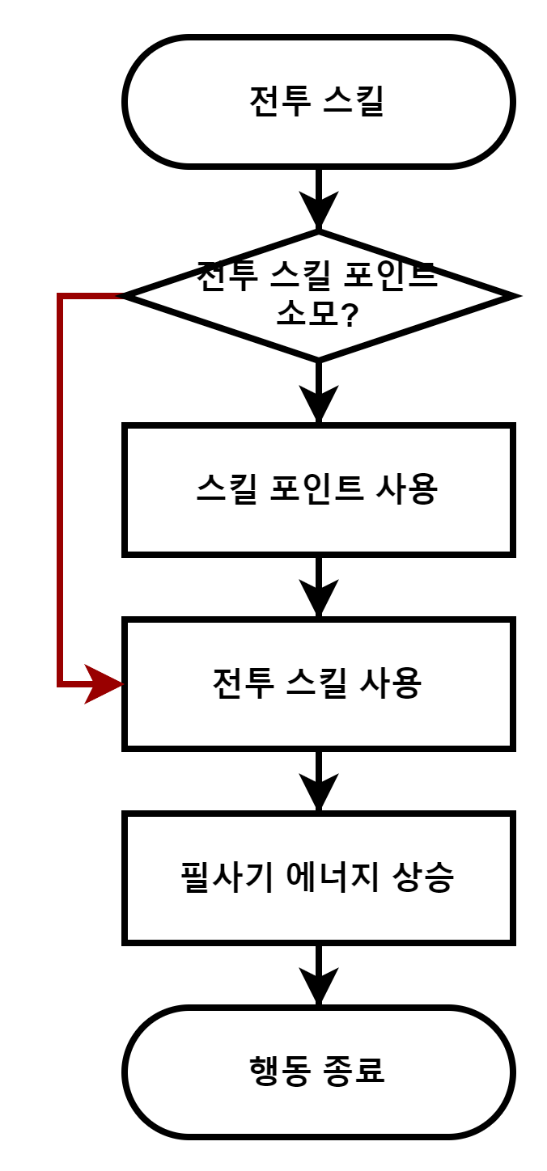 전투 스킬
전투 스킬 포인트
소모?
스킬 포인트 사용
전투 스킬 사용
필사기 에너지 상승
행동 종료